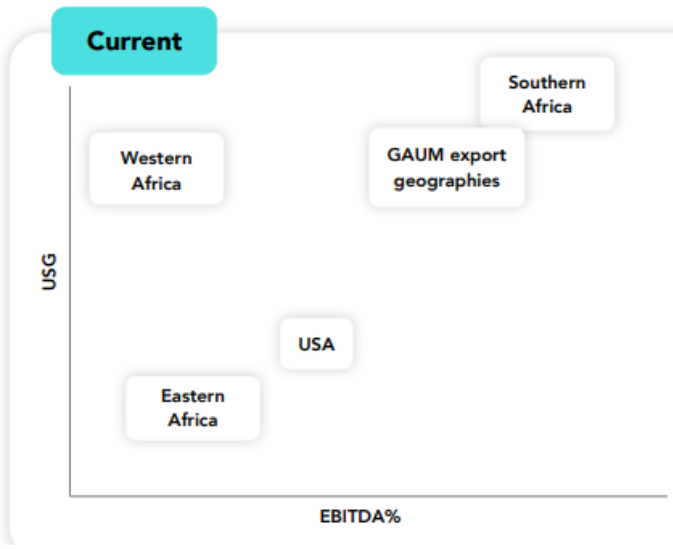 Current
Southern
Africa
Western
Africa
GAUM export
geographies
USG
USA
Eastern
Africa
EBITDA%